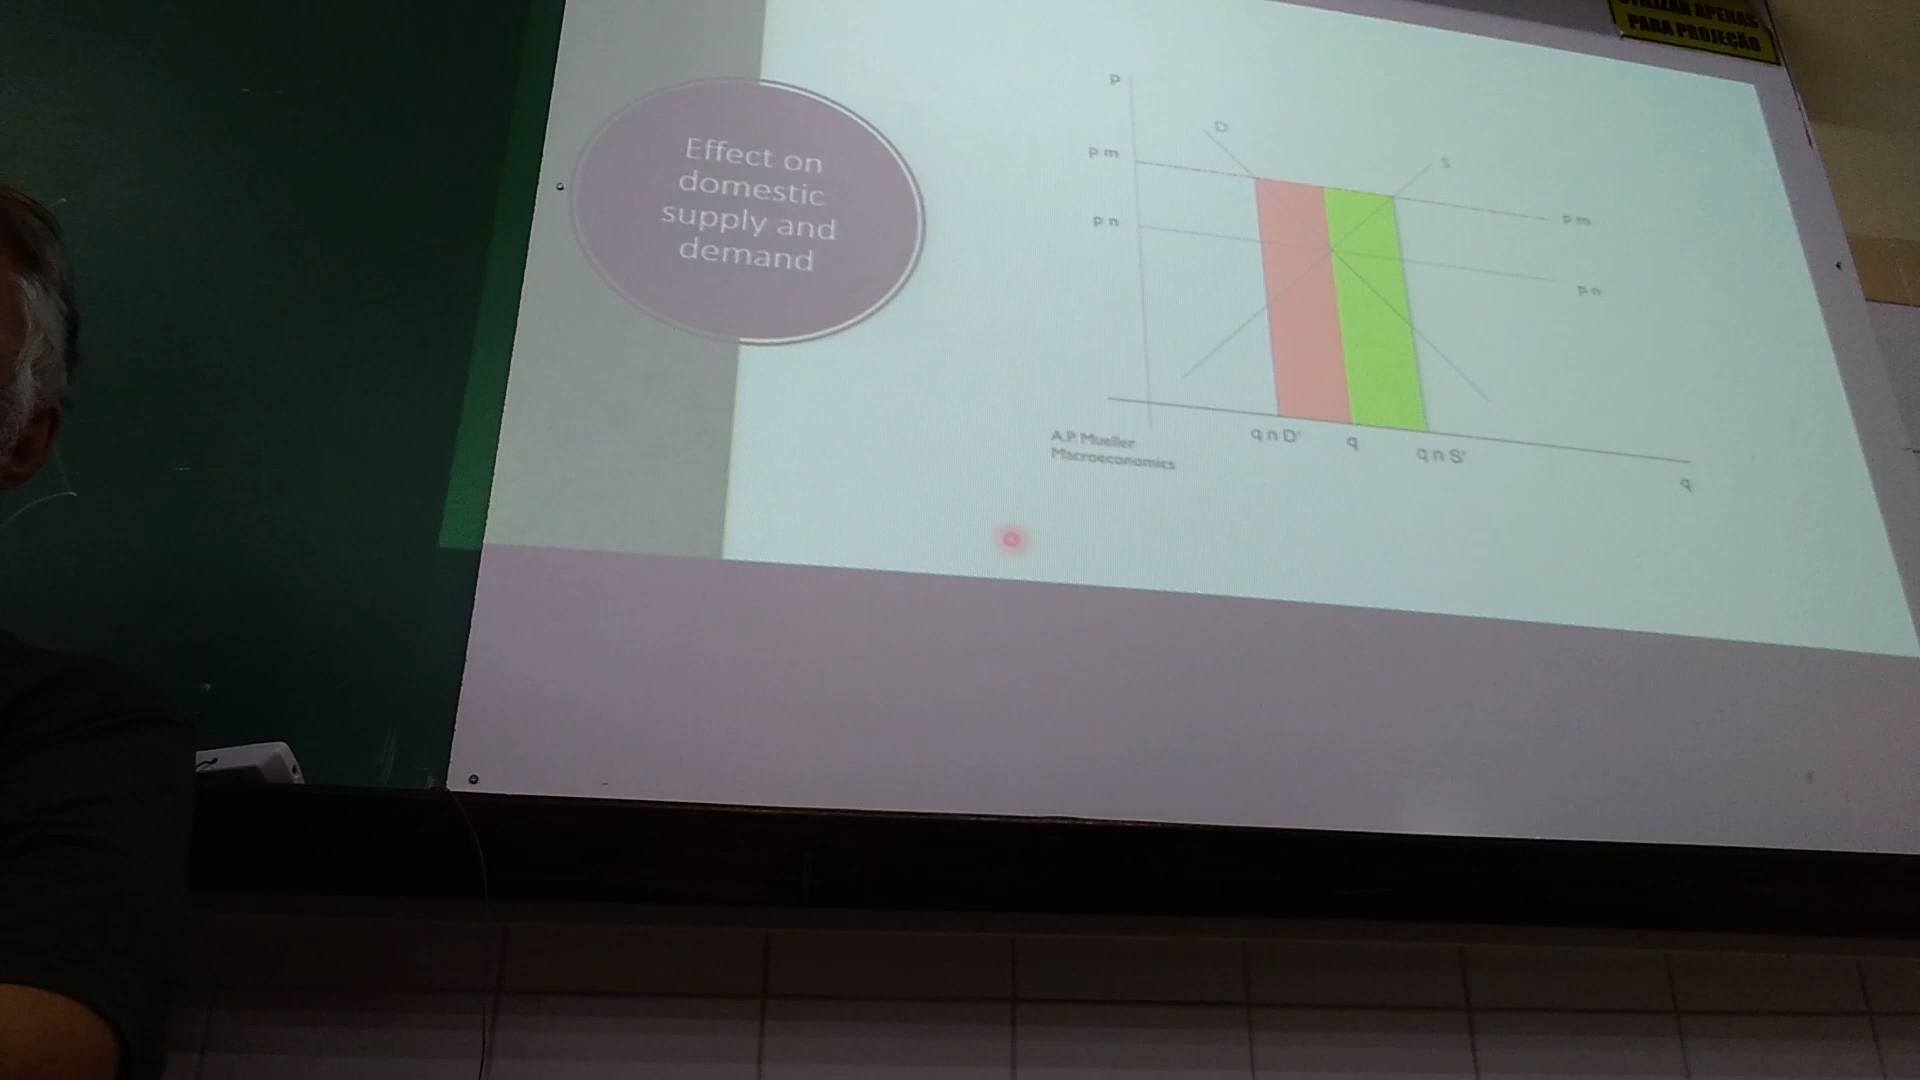 UTILIZAR APENAS
PARA PROJEÇÃO
Effect on
domestic
supply and
demand
P
D
S
p m
p m
p n
p n
q n D'
q
q n S'
q
A.P. Mueller
Macroeconomics